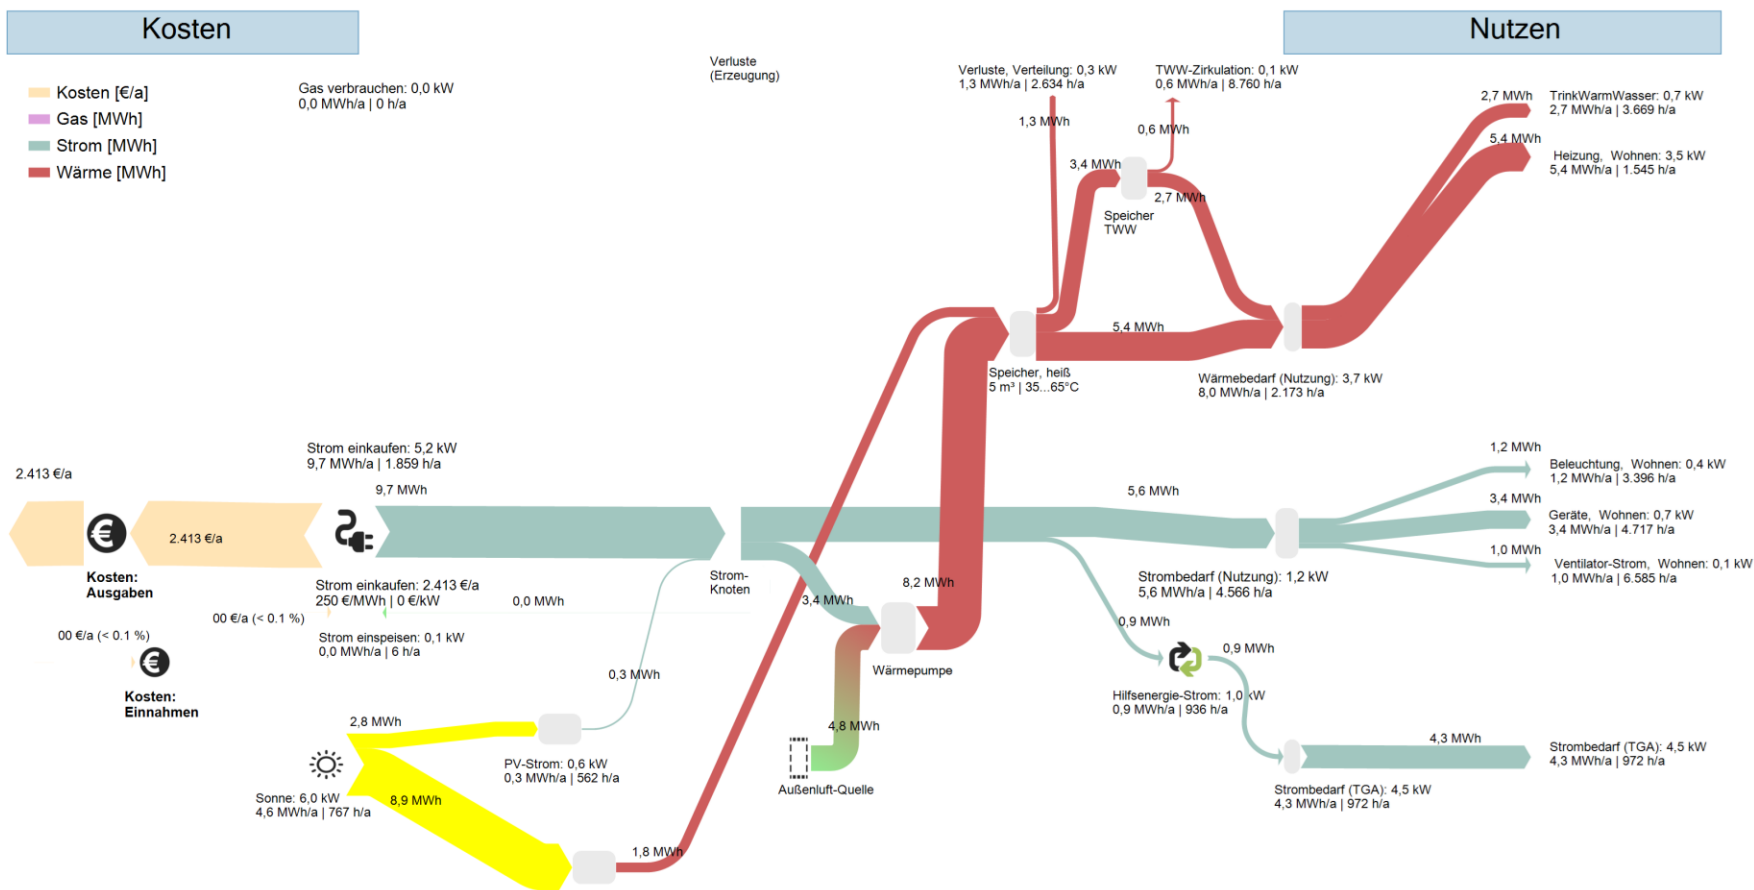 Kosten
Nutzen
Kosten [€/a]
Gas [MWh]
Strom [MWh]
Wärme [MWh]
Gas verbrauchen: 0,0 kW
0,0 MWh/a | 0 h/a
Verluste
(Erzeugung)
Verluste, Verteilung: 0,3 kW
1,3 MWh/a | 2.634 h/a
1,3 MWh
TWW-Zirkulation: 0,1 kW
0,6 MWh/a | 8.760 h/a
0,6 MWh
3,4 MWh
2,7 MWh
Speicher
TWW
2,7 MWh
TrinkWarmWasser: 0,7 kW
2,7 MWh/a | 3.669 h/a
5,4 MWh
Heizung, Wohnen: 3,5 kW
5,4 MWh/a | 1.545 h/a
5,4 MWh
Speicher, heiß
5 m³ | 35...65°C
Wärmebedarf (Nutzung): 3,7 kW
8,0 MWh/a | 2.173 h/a
2.413 €/a
2.413 €/a
Kosten:
Ausgaben
Strom einkaufen: 5,2 kW
9,7 MWh/a | 1.859 h/a
9,7 MWh
Strom einkaufen: 2.413 €/a
250 €/MWh | 0 €/kW
00 €/a (< 0.1 %)
0,0 MWh
Strom einspeisen: 0,1 kW
0,0 MWh/a | 6 h/a
00 €/a (< 0.1 %)
Kosten:
Einnahmen
Strom-
Knoten
3,4 MWh
8,2 MWh
Wärmepumpe
0,3 MWh
4,8 MWh
Außenluft-Quelle
2,8 MWh
PV-Strom: 0,6 kW
0,3 MWh/a | 562 h/a
Sonne: 6,0 kW
4,6 MWh/a | 767 h/a
8,9 MWh
1,8 MWh
5,6 MWh
Strombedarf (Nutzung): 1,2 kW
5,6 MWh/a | 4.566 h/a
1,2 MWh
Beleuchtung, Wohnen: 0,4 kW
1,2 MWh/a | 3.396 h/a
3,4 MWh
Geräte, Wohnen: 0,7 kW
3,4 MWh/a | 4.717 h/a
1,0 MWh
Ventilator-Strom, Wohnen: 0,1 kW
1,0 MWh/a | 6.585 h/a
0,9 MWh
0,9 MWh
Hilfsenergie-Strom: 1,0 kW
0,9 MWh/a | 936 h/a
4,3 MWh
Strombedarf (TGA): 4,5 kW
4,3 MWh/a | 972 h/a
Strombedarf (TGA): 4,5 kW
4,3 MWh/a | 972 h/a